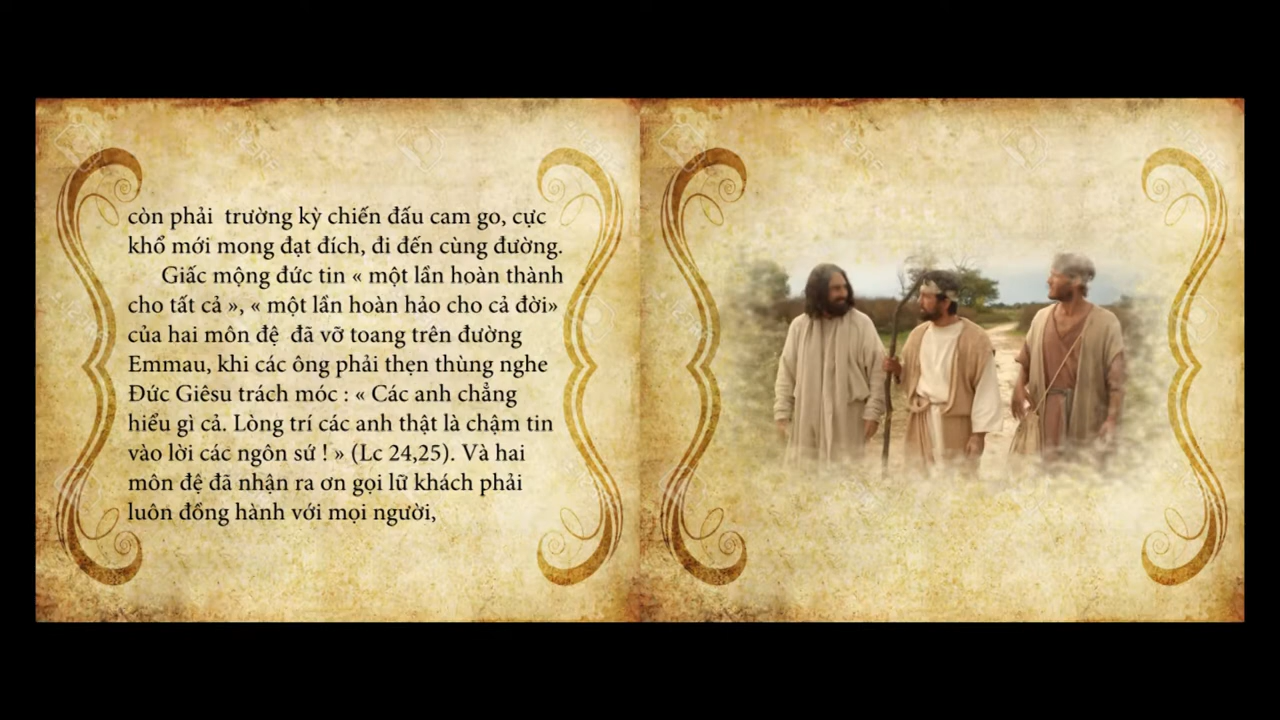 còn phải trường kỳ chiến đấu cam go, cực
khổ mới mong đạt đích, đi đến cùng đường.
Giấc mộng đức tin « một lần hoàn thành
cho tất cả », « một lần hoàn hảo cho cả đời»
của hai môn đệ đã vỡ toang trên đường
Emmau, khi các ông phải thẹn thùng nghe
Đức Giêsu trách móc : « Các anh chẳng
hiểu gì cả. Lòng trí các anh thật là chậm tin
vào lời các ngôn sứ ! » (Lc 24,25). Và hai
môn đệ đã nhận ra ơn gọi lữ khách phải
luôn đồng hành với mọi người,